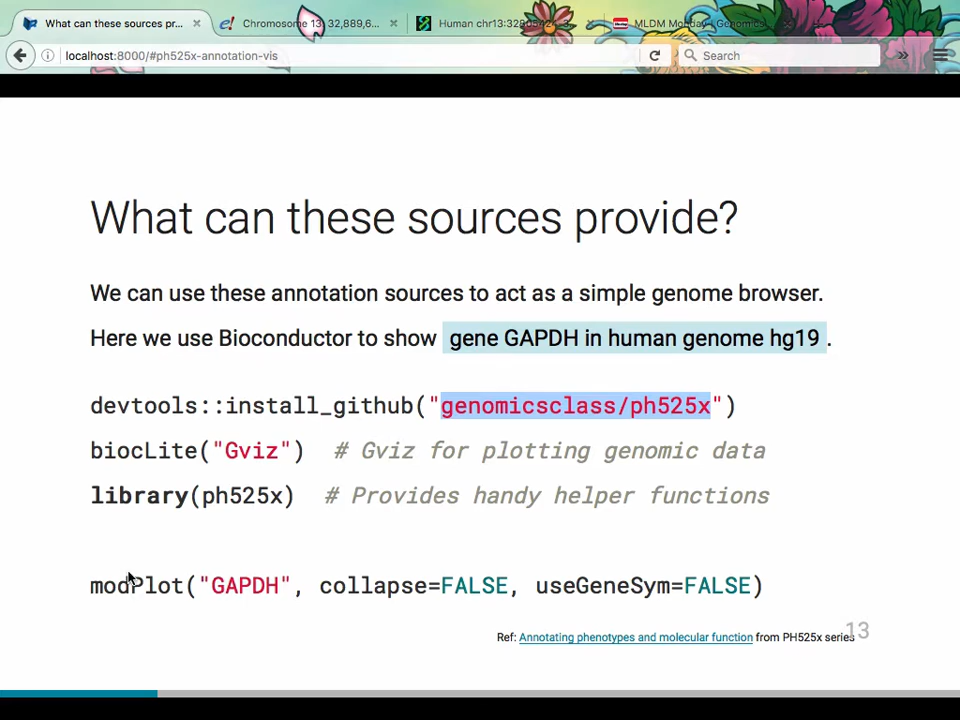 What can these sources pr...
Chromosome 13: 32,889,6...
Human chr13:
MLDM Monday | Genomics
localhost:8000/#ph525x-annotation-vis
Search
What can these sources provide?
We can use these annotation sources to act as a simple genome browser.
Here we use Bioconductor to show gene GAPDH in human genome hg19 .
devtools::install_github("genomicsclass/ph525x")
biocLite("Gviz")  # Gviz for plotting genomic data
library(ph525x)  # Provides handy helper functions
modPlot("GAPDH", collapse=FALSE, useGeneSym=FALSE)
13
Ref: Annotating phenotypes and molecular function from PH525x series